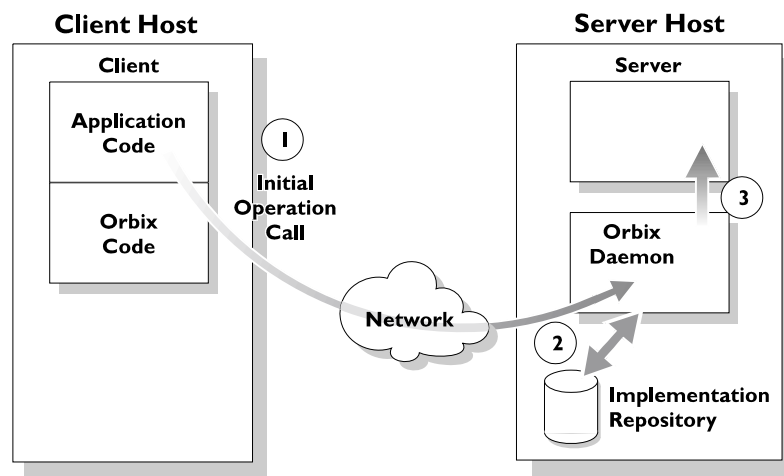 Client Host
Server Host
Client
Server
Application
Code
1
Initial
Operation
Call
Orbix
Code
Network
3
Orbix
Daemon
2
Implementation
Repository